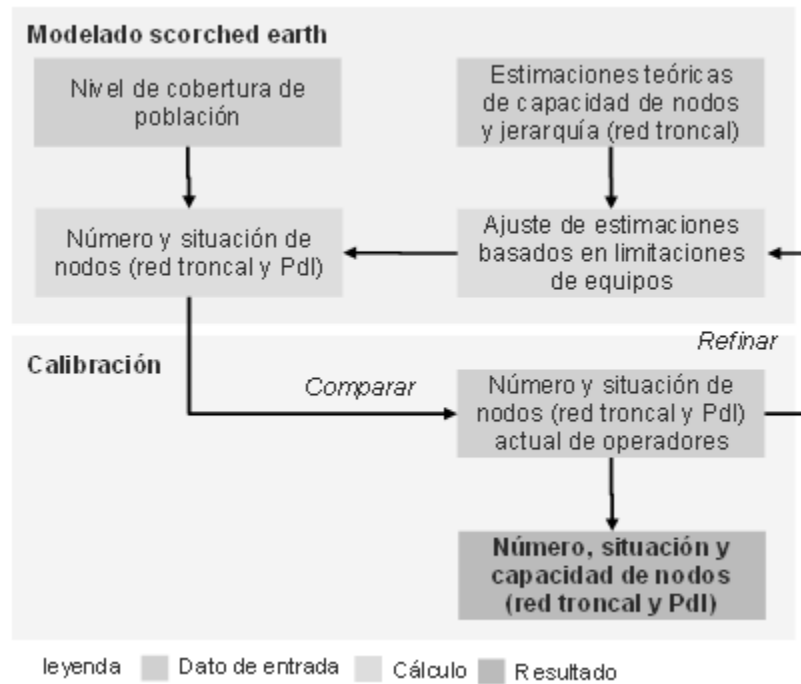 Modelado scorched earth
Nivel de cobertura de
población
Estimaciones teóricas
de capacidad de nodos
y jerarquía (red troncal)
Número y situación de
nodos (red troncal y PdI)
Ajuste de estimaciones
basados en limitaciones
de equipos
Refinar
Calibración
Comparar
Número y situación de
nodos (red troncal y PdI)
actual de operadores
Número, situación y
capacidad de nodos
(red troncal y PdI)
leyenda Dato de entrada Cálculo Resultado